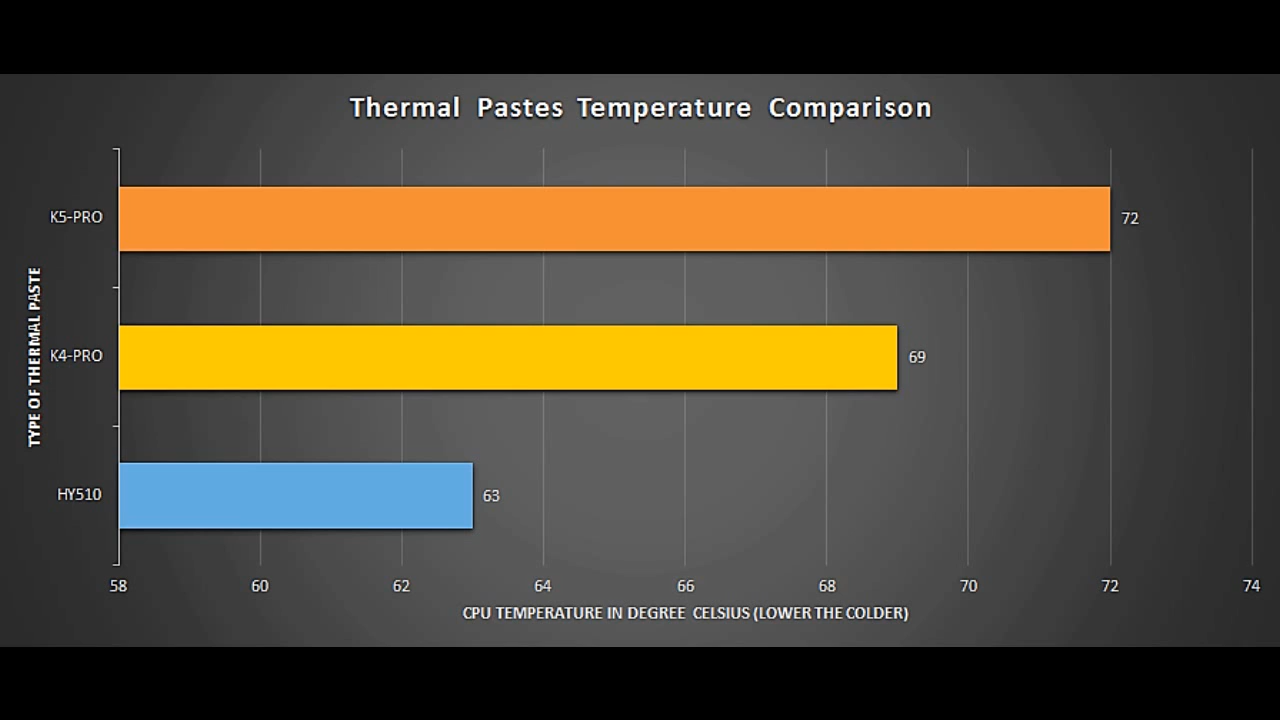 Thermal Pastes Temperature Comparison
TYPE OF THERMAL PASTE
K5-PRO
72
K4-PRO
69
HY510
63
58 60 62 64 66 68 70 72 74
CPU TEMPERATURE IN DEGREE CELSIUS (LOWER THE COLDER)